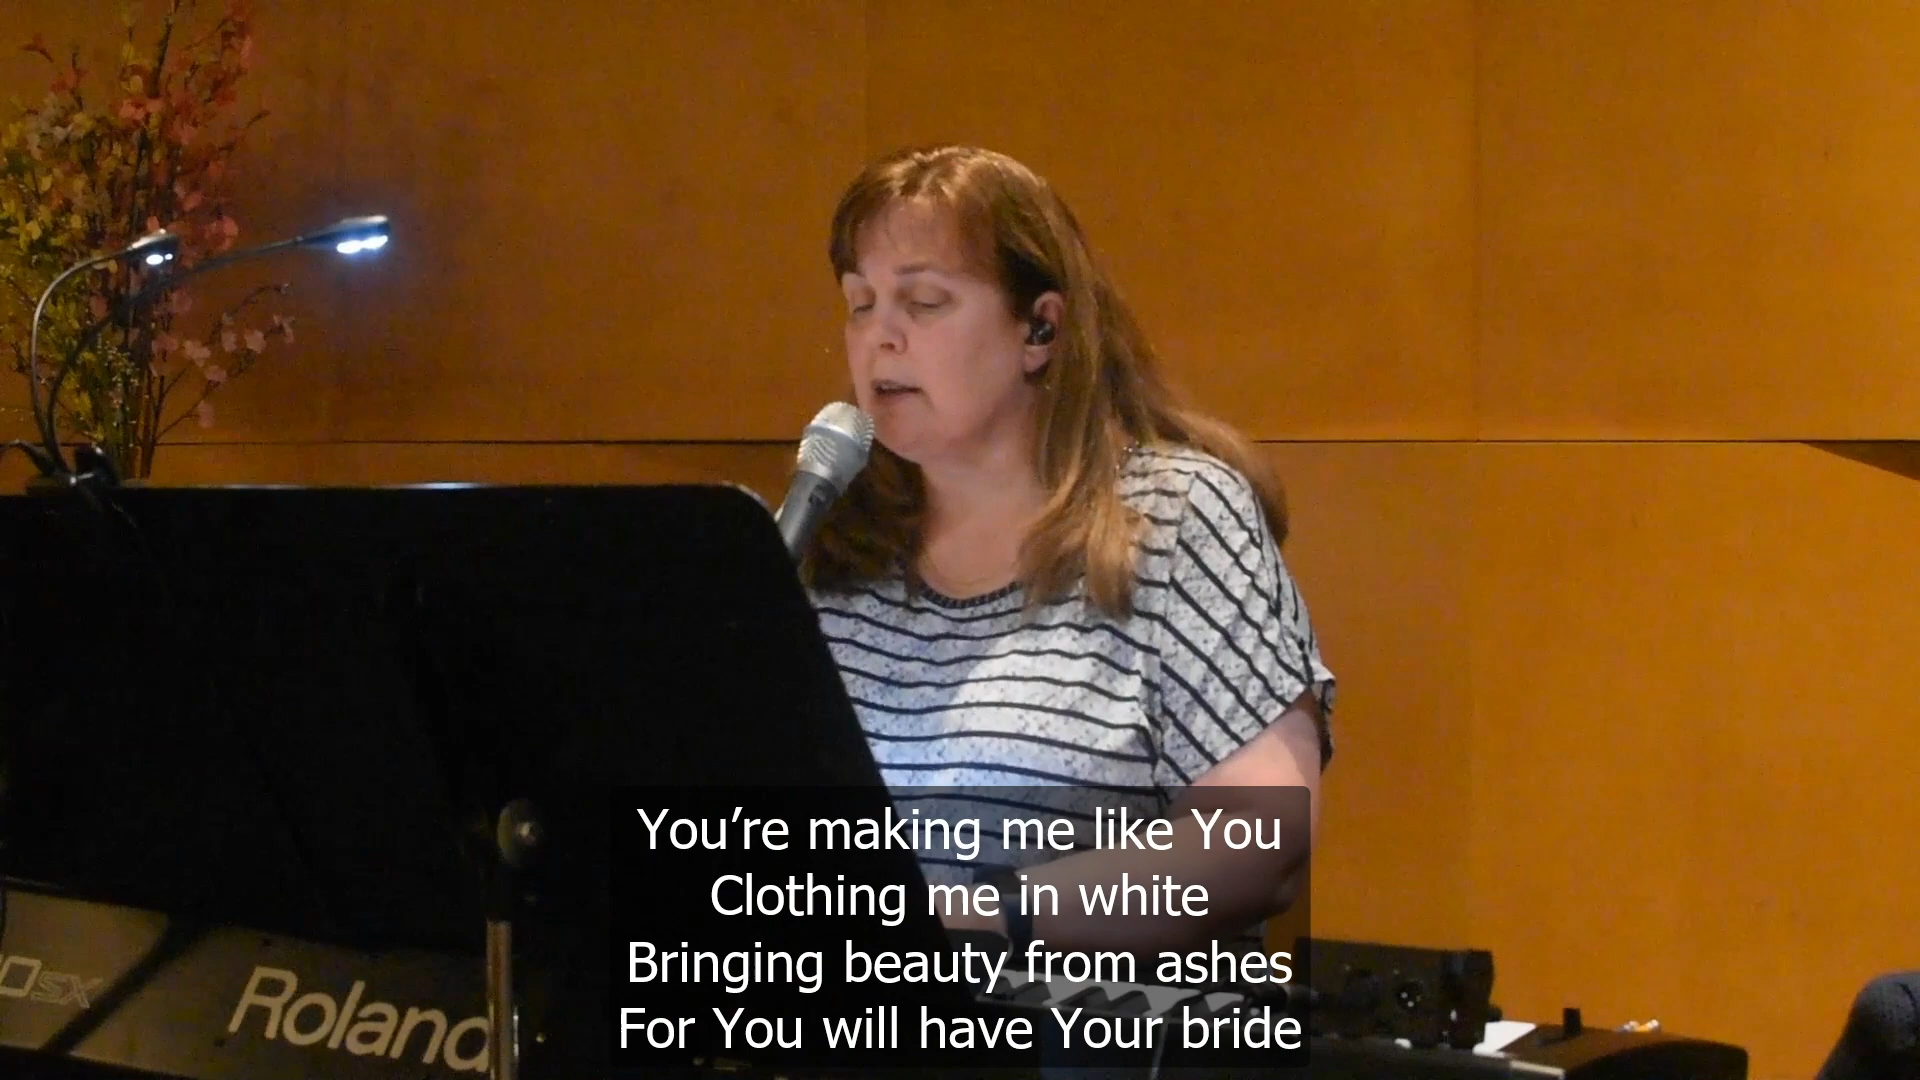 You’re making me like You
Clothing me in white
Bringing beauty from ashes
For You will have Your bride
0SX
Roland